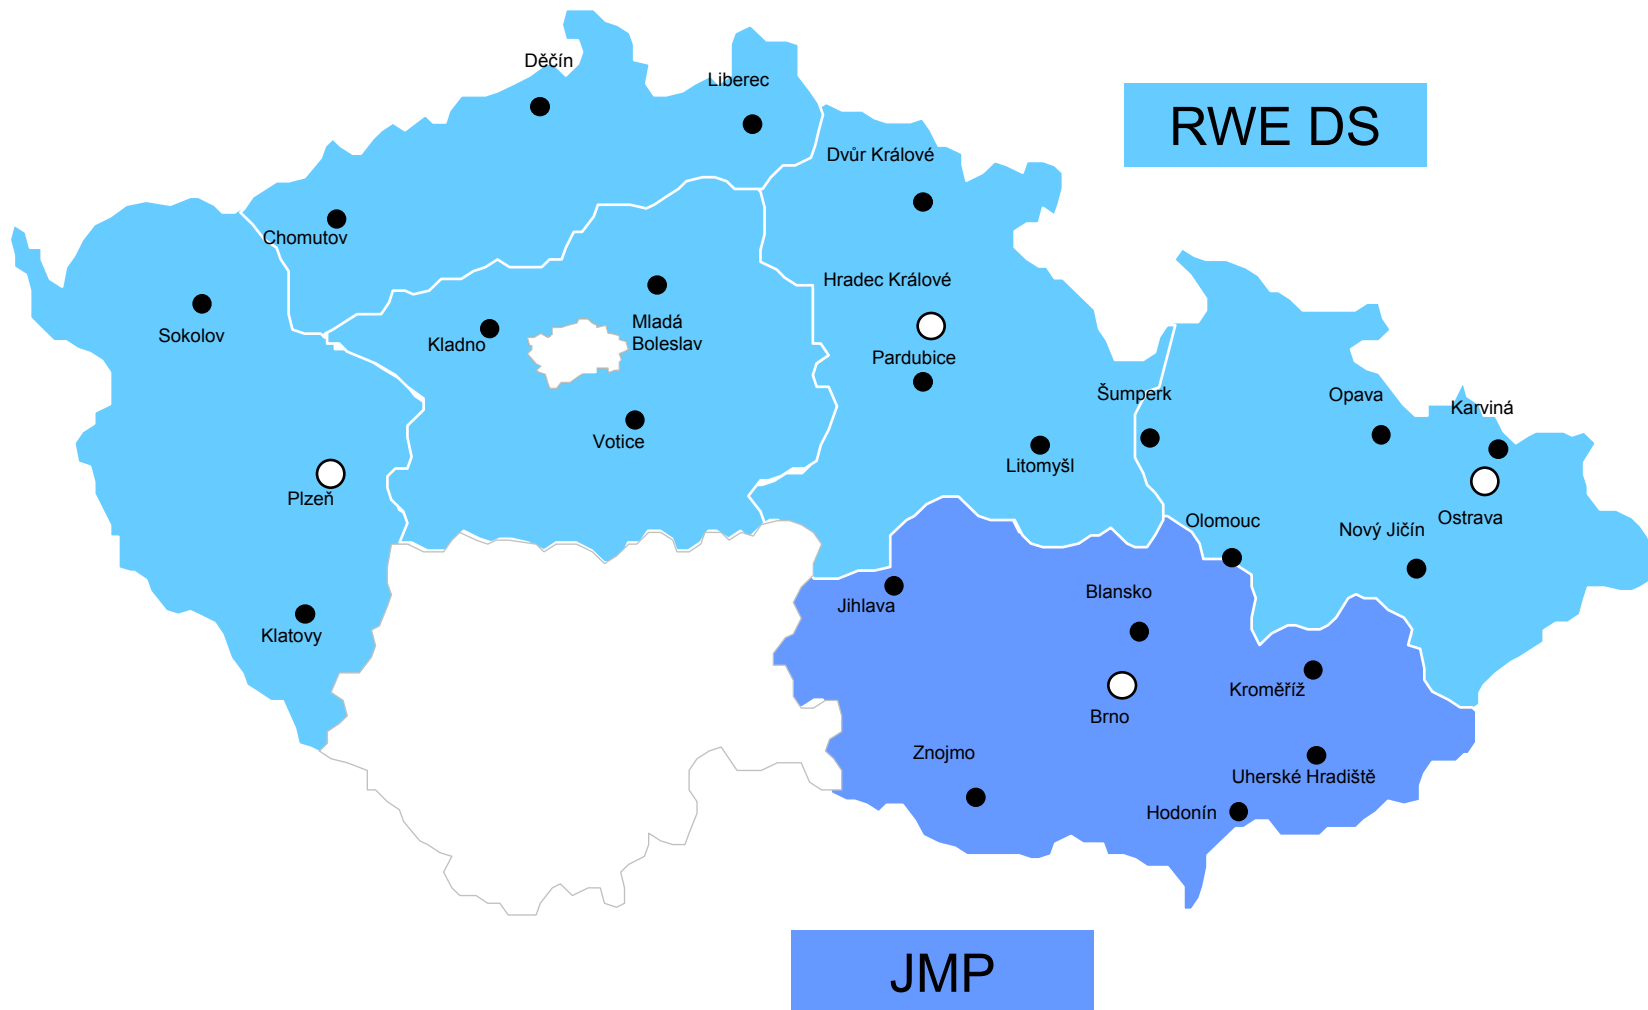 Děčín
Liberec
RWE DS
Dvůr Králové
Chomutov
Hradec Králové
Sokolov
Mladá
Boleslav
Kladno
Pardubice
Šumperk
Opava
Karviná
Votice
Litomyšl
Plzeň
Olomouc
Ostrava
Nový Jičín
Blansko
Jihlava
Klatovy
Kroměříž
Brno
Znojmo
Uherské Hradiště
Hodonín
JMP